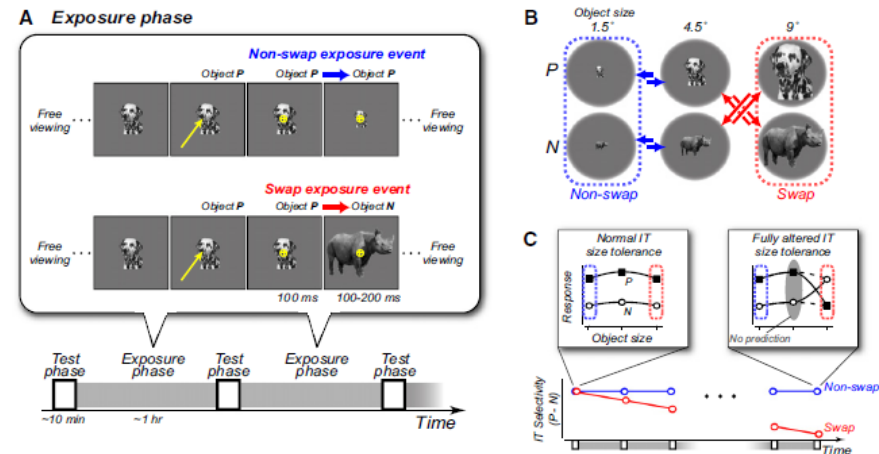 A Exposure phase
Non-swap exposure event
Object P Object P Object P
Free viewing
Free viewing
Swap exposure event
Object P Object P Object N
Free viewing
Free viewing
100 ms 100-200 ms
Test phase
Exposure phase
Test phase
Exposure phase
Test phase
~10 min ~1 hr
Time
B
Object size
1.5° 4.5° 9°
P
N
Non-swap Swap
C
Normal IT
size tolerance
Response
P
N
Object size
Fully altered IT
size tolerance
No prediction
IT Selectivity
(P - N)
Non-swap
Swap
Time